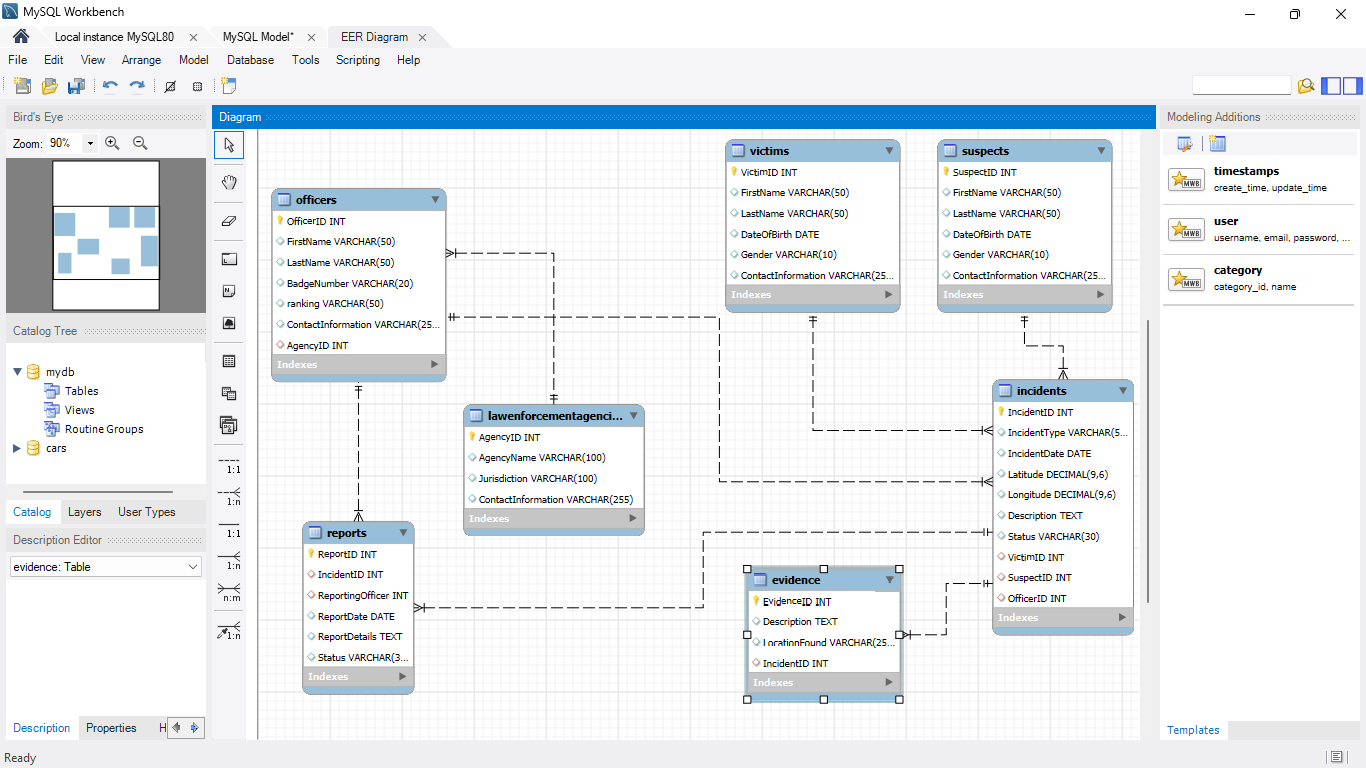 MySQL Workbench
Local instance MySQL80
MySQL Model*
EER Diagram
File Edit View Arrange Model Database Tools Scripting Help
Bird's Eye
Zoom: 90%
Catalog Tree
mydb
Tables
Views
Routine Groups
cars
Catalog Layers User Types
Description Editor
evidence: Table
Description Properties H
Ready
Diagram
1:1
1:n
1:1
1:n
n:m
1:n
officers
OfficerID INT
FirstName VARCHAR(50)
LastName VARCHAR(50)
BadgeNumber VARCHAR(20)
ranking VARCHAR(50)
ContactInformation VARCHAR(25...
AgencyID INT
Indexes
lawenforcementagenci...
AgencyID INT
AgencyName VARCHAR(100)
Jurisdiction VARCHAR(100)
ContactInformation VARCHAR(255)
Indexes
reports
ReportID INT
IncidentID INT
ReportingOfficer INT
ReportDate DATE
ReportDetails TEXT
Status VARCHAR(3...
Indexes
victims
VictimID INT
FirstName VARCHAR(50)
LastName VARCHAR(50)
DateOfBirth DATE
Gender VARCHAR(10)
ContactInformation VARCHAR(25...
Indexes
suspects
SuspectID INT
FirstName VARCHAR(50)
LastName VARCHAR(50)
DateOfBirth DATE
Gender VARCHAR(10)
ContactInformation VARCHAR(25...
Indexes
incidents
IncidentID INT
IncidentType VARCHAR(5...
IncidentDate DATE
Latitude DECIMAL(9,6)
Longitude DECIMAL(9,6)
Description TEXT
Status VARCHAR(30)
VictimID INT
SuspectID INT
OfficerID INT
Indexes
evidence
EvidenceID INT
Description TEXT
LocationFound VARCHAR(25...
IncidentID INT
Indexes
Modeling Additions
MWB
timestamps
create_time, update_time
MWB
user
username, email, password, ...
MWB
category
category_id, name
Templates